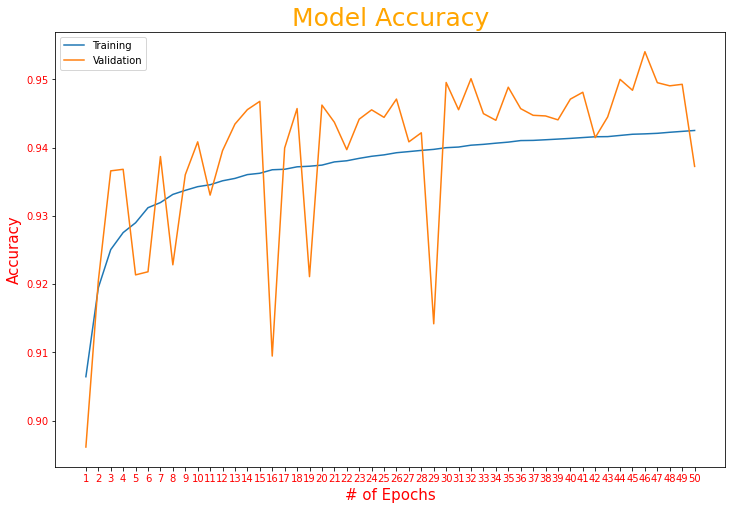 Model Accuracy
Training
Validation
Accuracy
0.95
0.94
0.93
0.92
0.91
0.90
1 2 3 4 5 6 7 8 9 10 11 12 13 14 15 16 17 18 19 20 21 22 23 24 25 26 27 28 29 30 31 32 33 34 35 36 37 38 39 40 41 42 43 44 45 46 47 48 49 50
# of Epochs